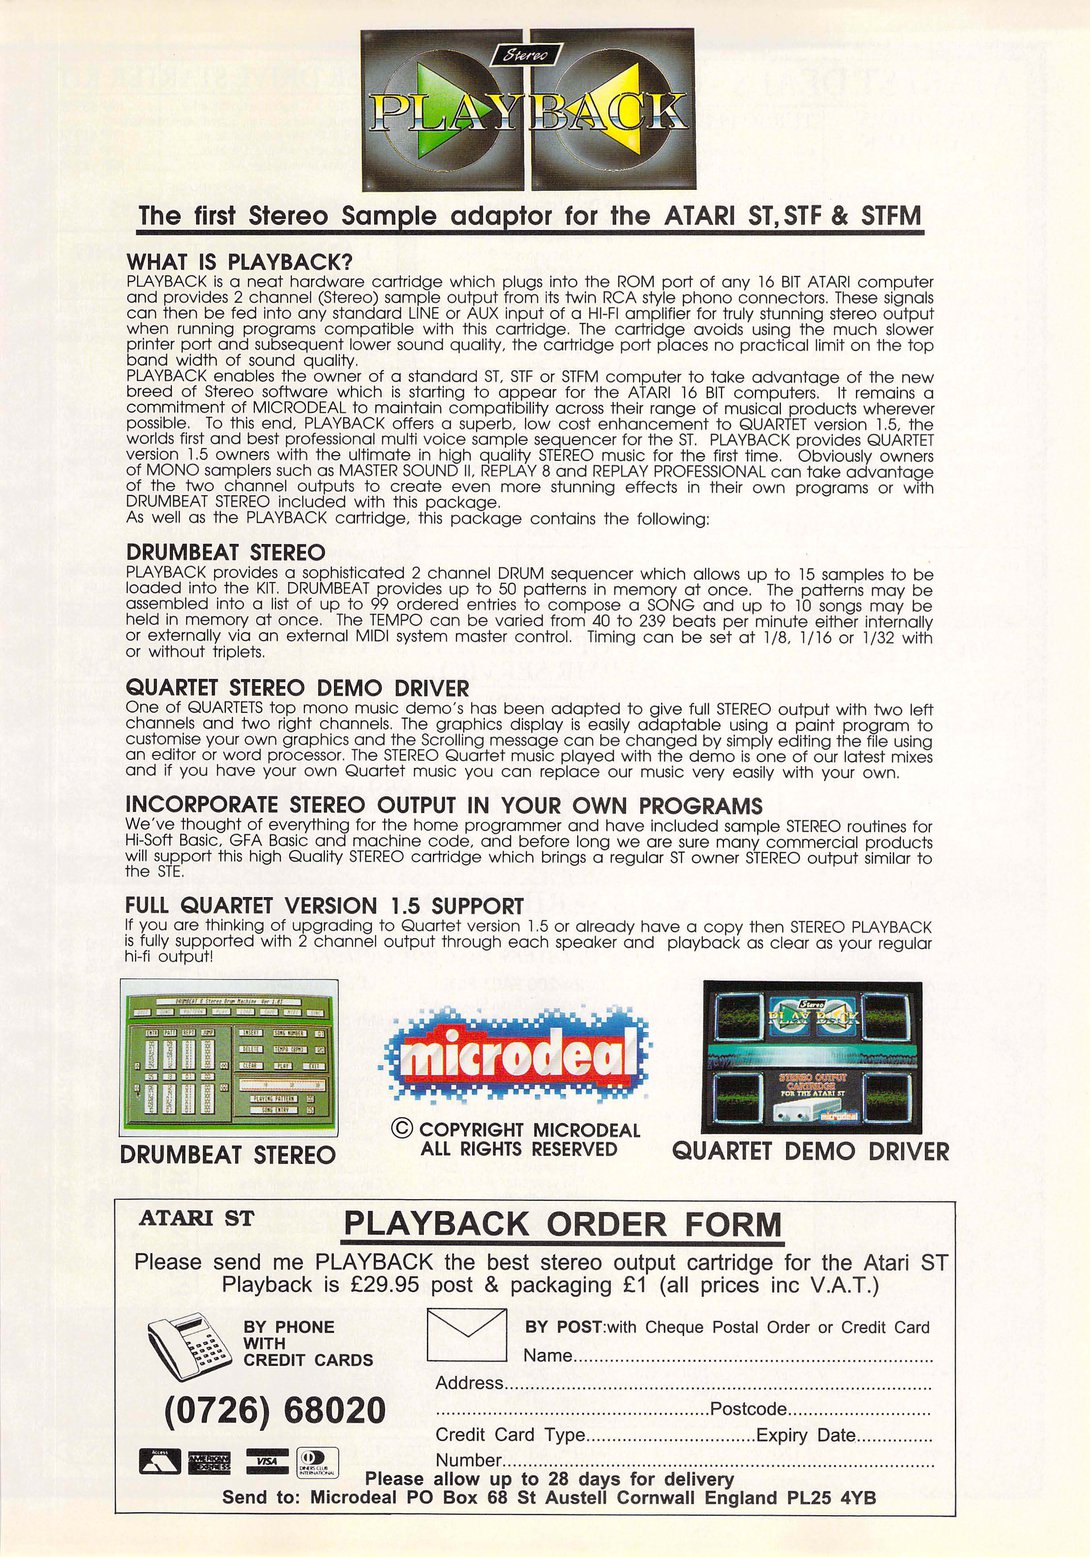 Stereo
PLAYBACK
The first Stereo Sample adaptor for the ATARI ST, STF & STFM
WHAT IS PLAYBACK?
PLAYBACK is a neat hardware cartridge which plugs into the ROM port of any 16 BIT ATARI computer
and provides 2 channel (Stereo) sample output from its twin RCA style phono connectors. These signals
can then be fed into any standard LINE or AUX input of a HI-FI amplifier for truly stunning stereo output
when running programs compatible with this cartridge. The cartridge avoids using the much slower
printer port and subsequent lower sound quality, the cartridge port places no practical limit on the top
band width of sound quality.
PLAYBACK enables the owner of a standard ST, STF or STFM computer to take advantage of the new
breed of Stereo software which is starting to appear for the ATARI 16 BIT computers. It remains a
commitment of MICRODEAL to maintain compatibility across their range of musical products wherever
possible. To this end, PLAYBACK offers a superb, low cost enhancement to QUARTET version 1.5, the
worlds first and best professional multi voice sample sequencer for the ST. PLAYBACK provides QUARTET
version 1.5 owners with the ultimate in high quality STEREO music for the first time. Obviously owners
of MONO samplers such as MASTER SOUND II, REPLAY 8 and REPLAY PROFESSIONAL can take advantage
of the two channel outputs to create even more stunning effects in their own programs or with
DRUMBEAT STEREO included with this package.
As well as the PLAYBACK cartridge, this package contains the following:
DRUMBEAT STEREO
PLAYBACK provides a sophisticated 2 channel DRUM sequencer which allows up to 15 samples to be
loaded into the KIT. DRUMBEAT provides up to 50 patterns in memory at once. The patterns may be
assembled into a list of up to 99 ordered entries to compose a SONG and up to 10 songs may be
held in memory at once. The TEMPO can be varied from 40 to 239 beats per minute either internally
or externally via an external MIDI system master control. Timing can be set at 1/8, 1/16 or 1/32 with
or without triplets.
QUARTET STEREO DEMO DRIVER
One of QUARTETS top mono music demo's has been adapted to give full STEREO output with two left
channels and two right channels. The graphics display is easily adaptable using a paint program to
customise your own graphics and the Scrolling message can be changed by simply editing the file using
an editor or word processor. The STEREO Quartet music played with the demo is one of our latest mixes
and if you have your own Quartet music you can replace our music very easily with your own.
INCORPORATE STEREO OUTPUT IN YOUR OWN PROGRAMS
We've thought of everything for the home programmer and have included sample STEREO routines for
Hi-Soft Basic, GFA Basic and machine code, and before long we are sure many commercial products
will support this high Quality STEREO cartridge which brings a regular ST owner STEREO output similar to
the STE.
FULL QUARTET VERSION 1.5 SUPPORT
If you are thinking of upgrading to Quartet version 1.5 or already have a copy then STEREO PLAYBACK
is fully supported with 2 channel output through each speaker and playback as clear as your regular
hi-fi output!
INSERT SONG NUMBER
DELETE TEMPO (BPM)
CLEAR PLAY EXIT
PLAYING PATTERN
SONG ENTRY
DRUMBEAT STEREO
microdeal
© COPYRIGHT MICRODEAL
ALL RIGHTS RESERVED
Stereo
PLAYBACK
STEREO OUTPUT
CARTRIDGE
FOR THE ATARI ST
microdeal
QUARTET DEMO DRIVER
ATARI ST PLAYBACK ORDER FORM
Please send me PLAYBACK the best stereo output cartridge for the Atari ST
Playback is £29.95 post & packaging £1 (all prices inc V.A.T.)
BY PHONE
WITH
CREDIT CARDS
(0726) 68020
Access
AMERICAN EXPRESS
VISA
DINERS CLUB INTERNATIONAL
BY POST:with Cheque Postal Order or Credit Card
Name
Address
Postcode
Credit Card Type Expiry Date
Number
Please allow up to 28 days for delivery
Send to: Microdeal PO Box 68 St Austell Cornwall England PL25 4YB